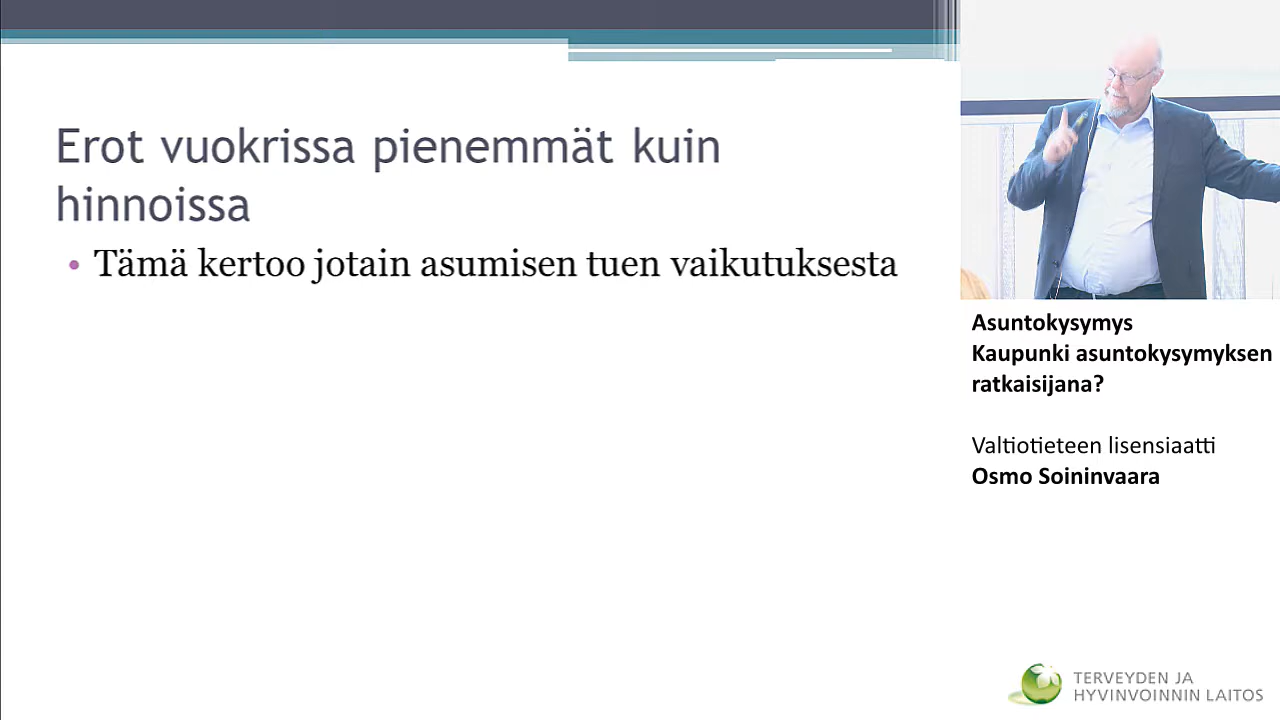 Erot vuokrissa pienemmät kuin
hinnoissa
• Tämä kertoo jotain asumisen tuen vaikutuksesta
Asuntokysymys
Kaupunki asuntokysymyksen
ratkaisijana?
Valtiotieteen lisensiaatti
Osmo Soininvaara
TERVEYDEN JA
HYVINVOINNIN LAITOS